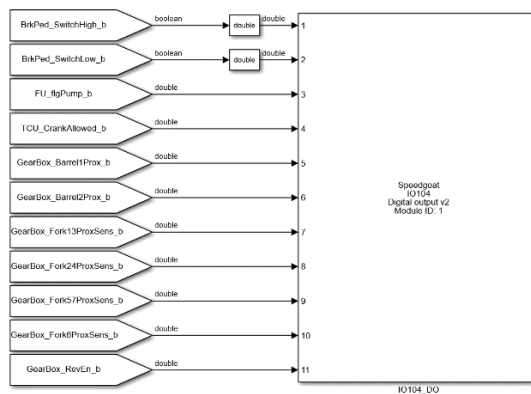 BrkPed_SwitchHigh_b boolean double double 1
BrkPed_SwitchLow_b boolean double double 2
FU_flgPump_b double 3
TCU_CrankAllowed_b double 4
GearBox_Barrel1Prox_b double 5
GearBox_Barrel2Prox_b double 6
GearBox_Fork13ProxSens_b double 7
GearBox_Fork24ProxSens_b double 8
GearBox_Fork57ProxSens_b double 9
GearBox_Fork6ProxSens_b double 10
GearBox_RevEn_b double 11
Speedgoat
IO104
Digital output v2
Module ID: 1
IO104_DO